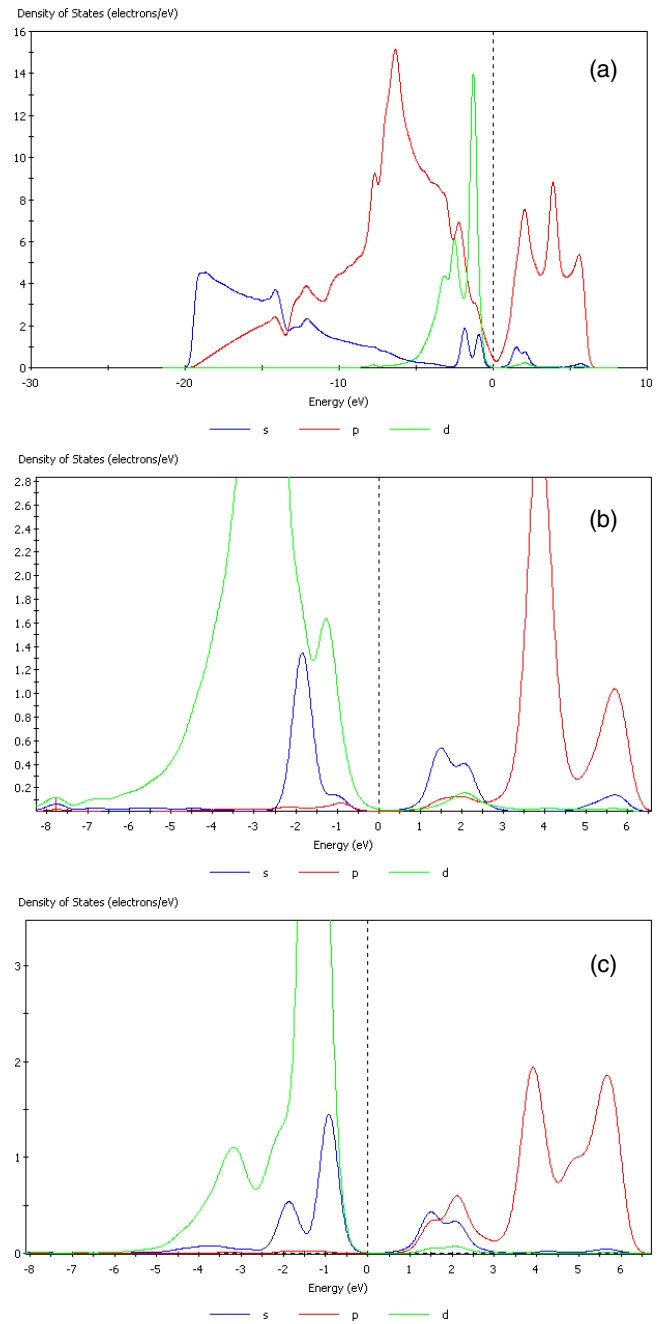 Density of States (electrons/eV)
(a)
16
14
12
10
8
6
4
2
0
-30 -20 -10 0 10
Energy (eV)
s p d
Density of States (electrons/eV)
(b)
2.8
2.6
2.4
2.2
2.0
1.8
1.6
1.4
1.2
1.0
0.8
0.6
0.4
0.2
-8 -7 -6 -5 -4 -3 -2 -1 0 1 2 3 4 5 6
Energy (eV)
s p d
Density of States (electrons/eV)
(c)
3
2
1
0
-8 -7 -6 -5 -4 -3 -2 -1 0 1 2 3 4 5 6
Energy (eV)
s p d